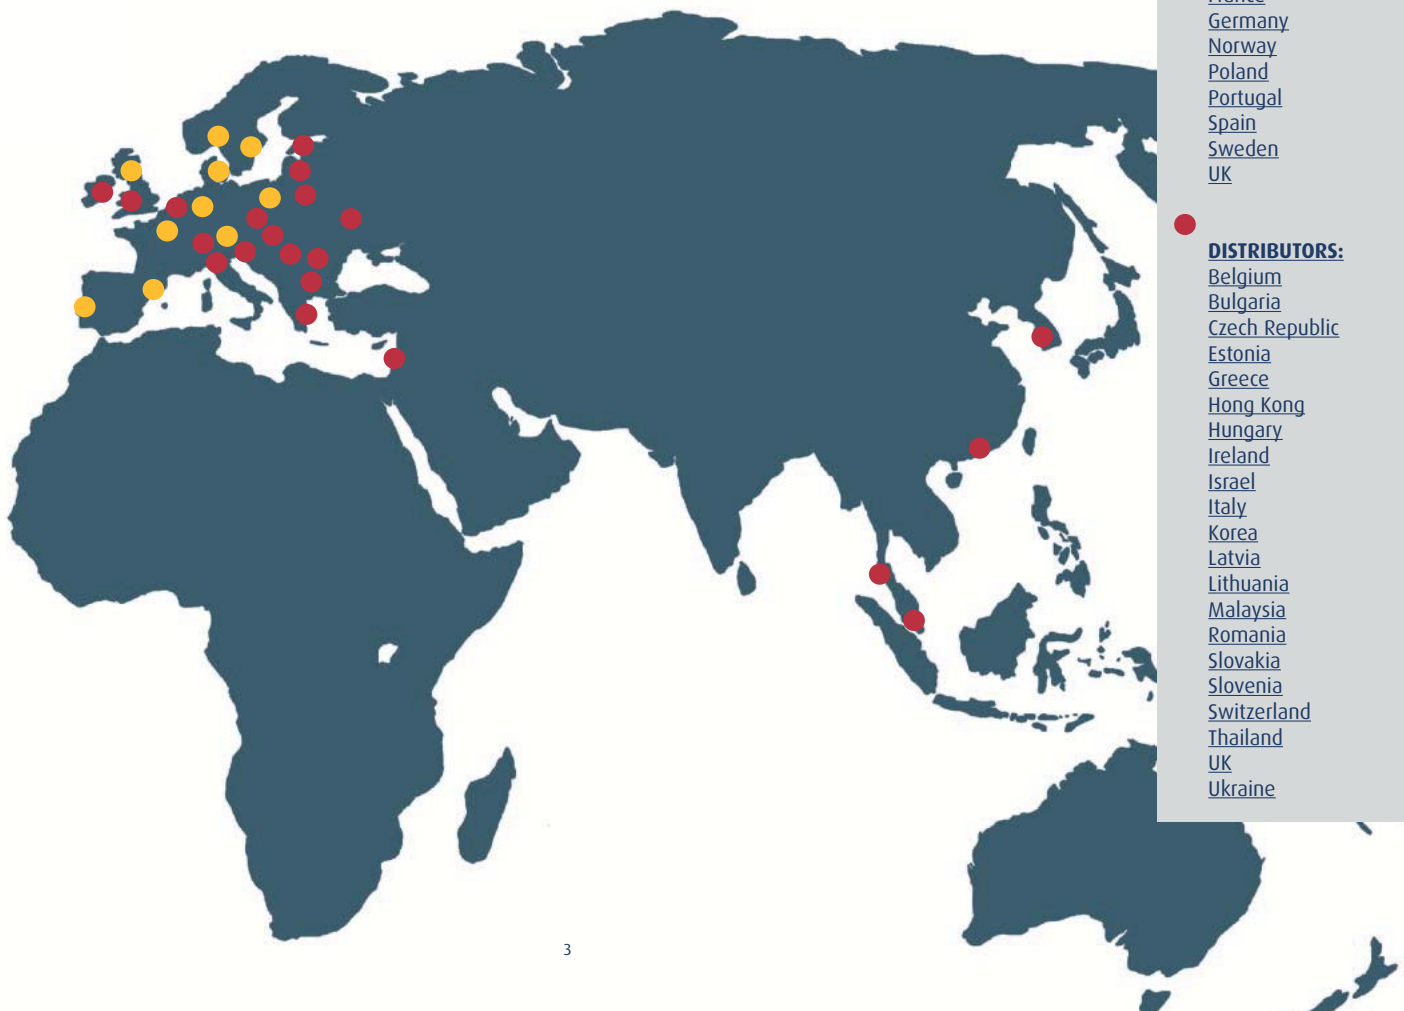 Germany
Norway
Poland
Portugal
Spain
Sweden
UK
DISTRIBUTORS:
Belgium
Bulgaria
Czech Republic
Estonia
Greece
Hong Kong
Hungary
Ireland
Israel
Italy
Korea
Latvia
Lithuania
Malaysia
Romania
Slovakia
Slovenia
Switzerland
Thailand
UK
Ukraine
3